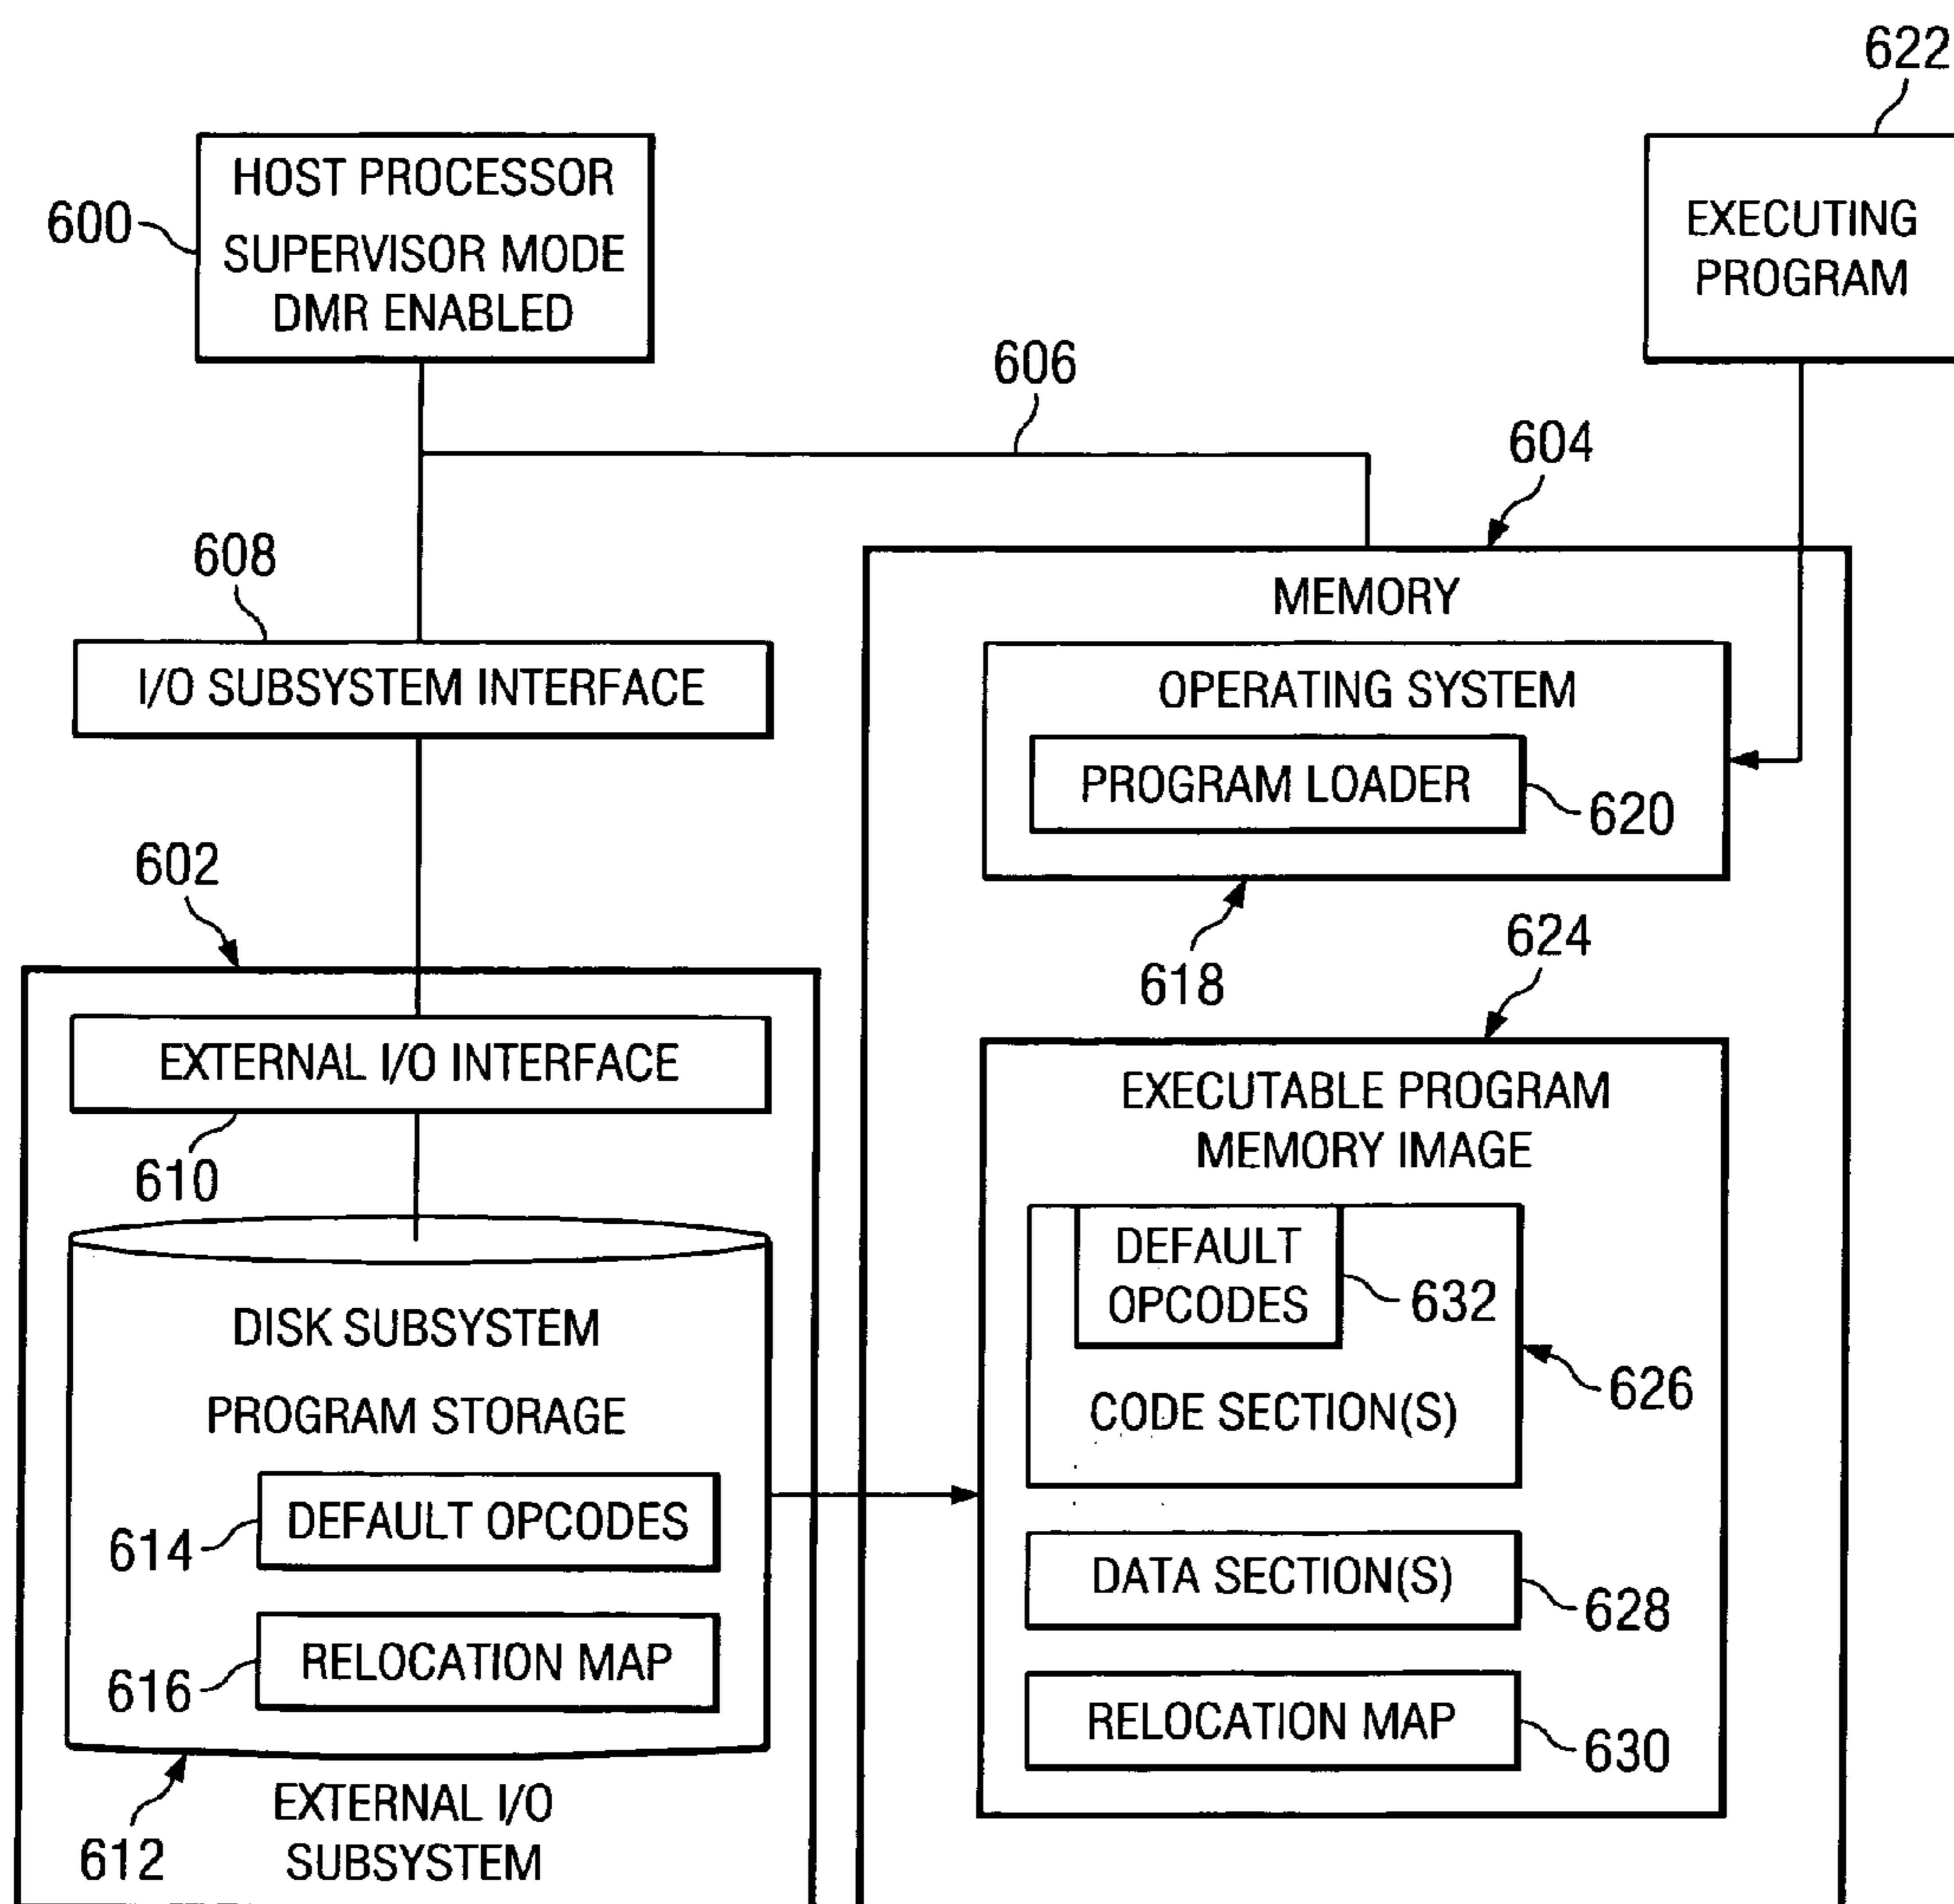 622
HOST PROCESSOR
SUPERVISOR MODE
DMR ENABLED
600
EXECUTING
PROGRAM
606
604
608
MEMORY
I/O SUBSYSTEM INTERFACE
OPERATING SYSTEM
PROGRAM LOADER
620
602
618
624
EXTERNAL I/O INTERFACE
610
EXECUTABLE PROGRAM
MEMORY IMAGE
DEFAULT
OPCODES
632
626
CODE SECTION(S)
DISK SUBSYSTEM
PROGRAM STORAGE
614
DEFAULT OPCODES
DATA SECTION(S)
628
616
RELOCATION MAP
RELOCATION MAP
630
612
EXTERNAL I/O
SUBSYSTEM